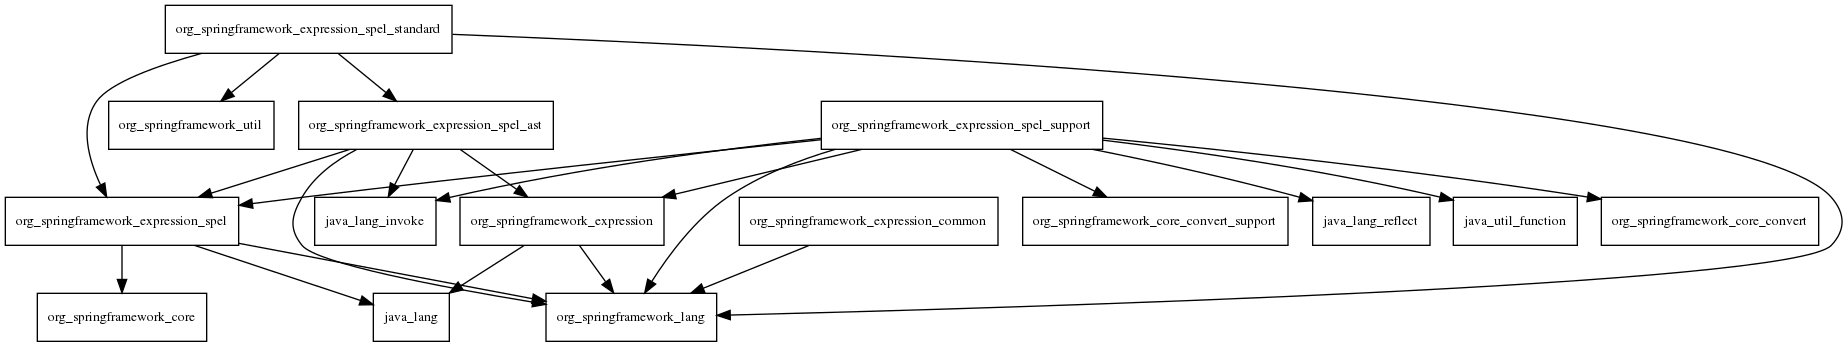 org_springframework_expression_spel_standard
org_springframework_util
org_springframework_expression_spel_ast
org_springframework_expression_spel_support
org_springframework_expression_spel
java_lang_invoke
org_springframework_expression
org_springframework_expression_common
org_springframework_core_convert_support
java_lang_reflect
java_util_function
org_springframework_core_convert
org_springframework_core
java_lang
org_springframework_lang